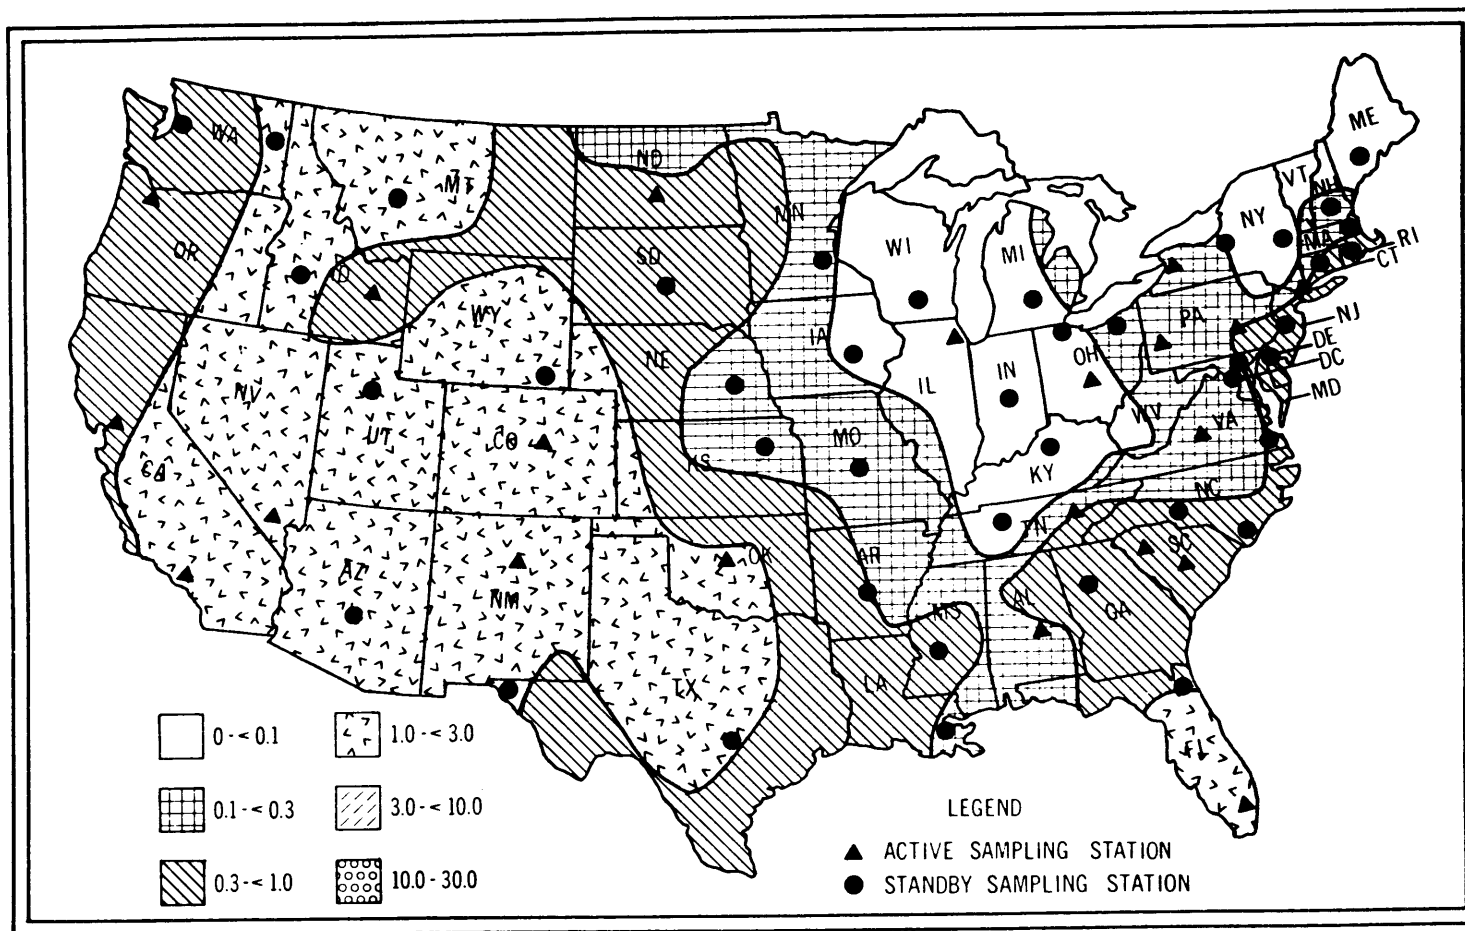 ME
WA
VT
NH
ND
MT
MN
NY
OR
WI
MI
MA
RI
SD
CT
ID
WY
PA
NJ
IA
NE
OH
DE
DC
IN
IL
MD
NV
WV
VA
UT
CO
MO
CA
KS
KY
NC
TN
OK
AR
SC
AZ
NM
AL
MS
GA
TX
LA
FL
0 - < 0.1
1.0 - < 3.0
0.1 - < 0.3
3.0 - < 10.0
0.3 - < 1.0
10.0 - 30.0
LEGEND
ACTIVE SAMPLING STATION
STANDBY SAMPLING STATION